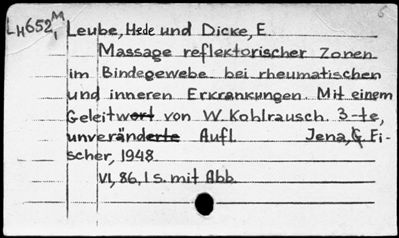 LH652,M1 Leube, Hede und Dicke, E.
Massage reflektorischer Zonen
im Bindegewebe bei rheumatischen
und inneren Erkrankungen. Mit einem
Geleitwort von W. Kohlrausch. 3-te,
unveränderte Aufl. Jena, G. Fi-
scher, 1948.
VI, 86, 1 s. mit Abb.